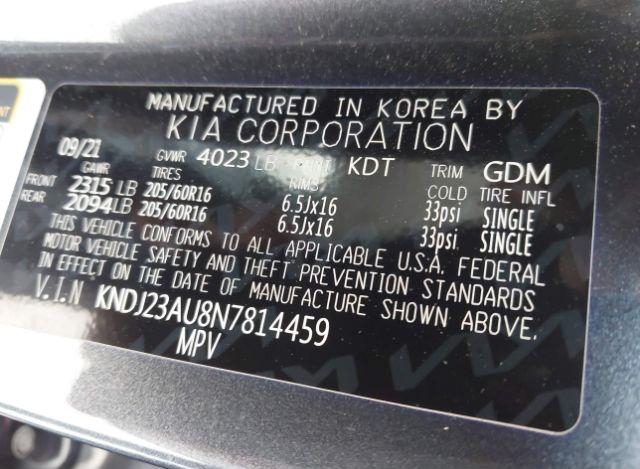 MANUFACTURED IN KOREA BY
KIA CORPORATION
09/21 GVWR 4023 LB PAINT KDT TRIM GDM
GAWR TIRES RIMS COLD TIRE INFL
FRONT 2315 LB 205/60R16 6.5Jx16 33psi SINGLE
REAR 2094LB 205/60R16 6.5Jx16 33psi SINGLE
THIS VEHICLE CONFORMS TO ALL APPLICABLE U.S.A. FEDERAL
MOTOR VEHICLE SAFETY AND THEFT PREVENTION STANDARDS
IN EFFECT ON THE DATE OF MANUFACTURE SHOWN ABOVE.
V.I.N KNDJ23AU8N7814459
MPV